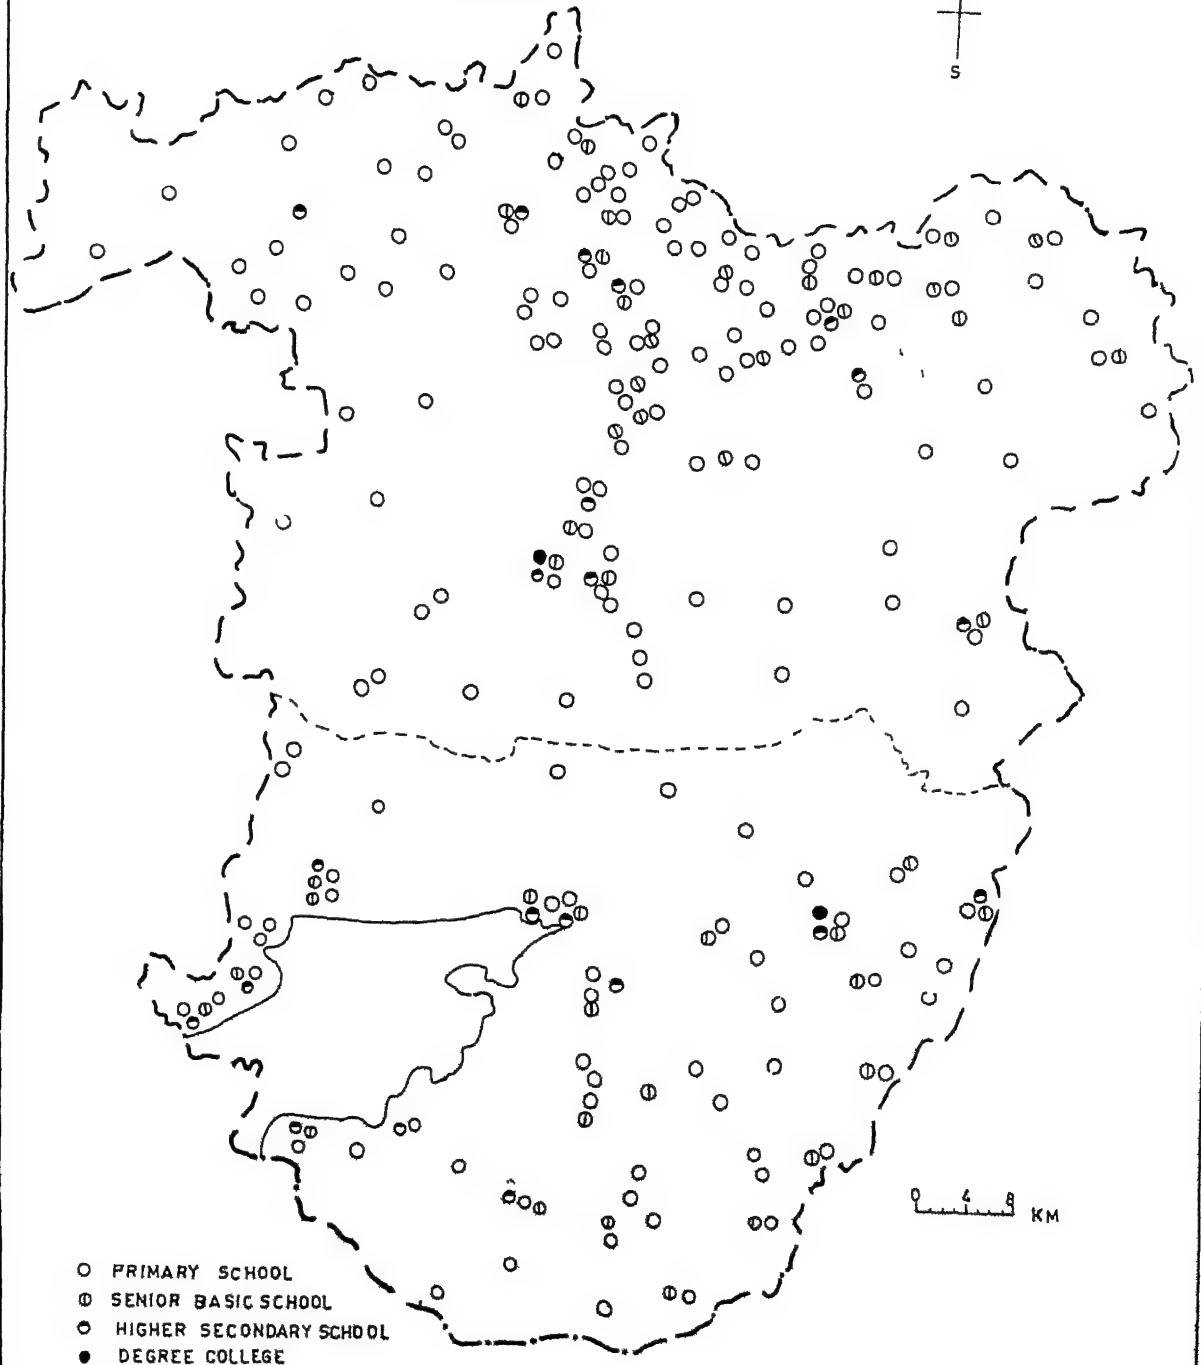 S
0 4 8 KM
PRIMARY SCHOOL
SENIOR BASIC SCHOOL
HIGHER SECONDARY SCHOOL
DEGREE COLLEGE